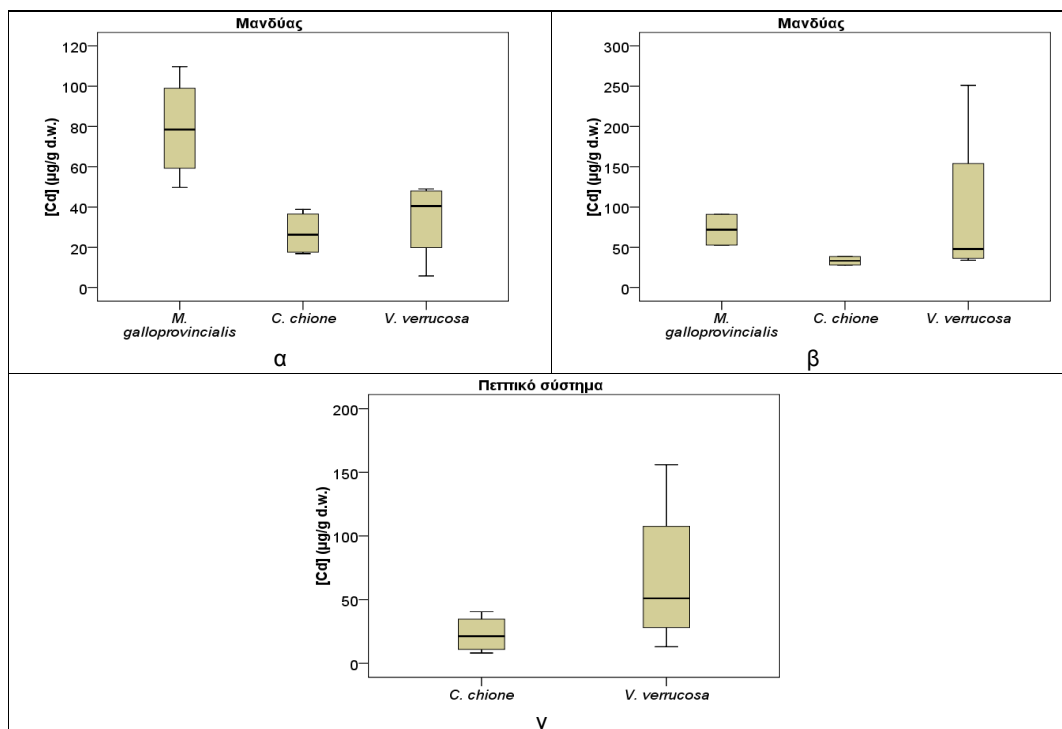 Μανδύας
120
100
80
60
40
20
0
[Cd] (μg/g d.w.)
M. galloprovincialis
C. chione
V. verrucosa
α
Μανδύας
300
250
200
150
100
50
0
[Cd] (μg/g d.w.)
M. galloprovincialis
C. chione
V. verrucosa
β
Πεπτικό σύστημα
200
150
100
50
0
[Cd] (μg/g d.w.)
C. chione
V. verrucosa
γ